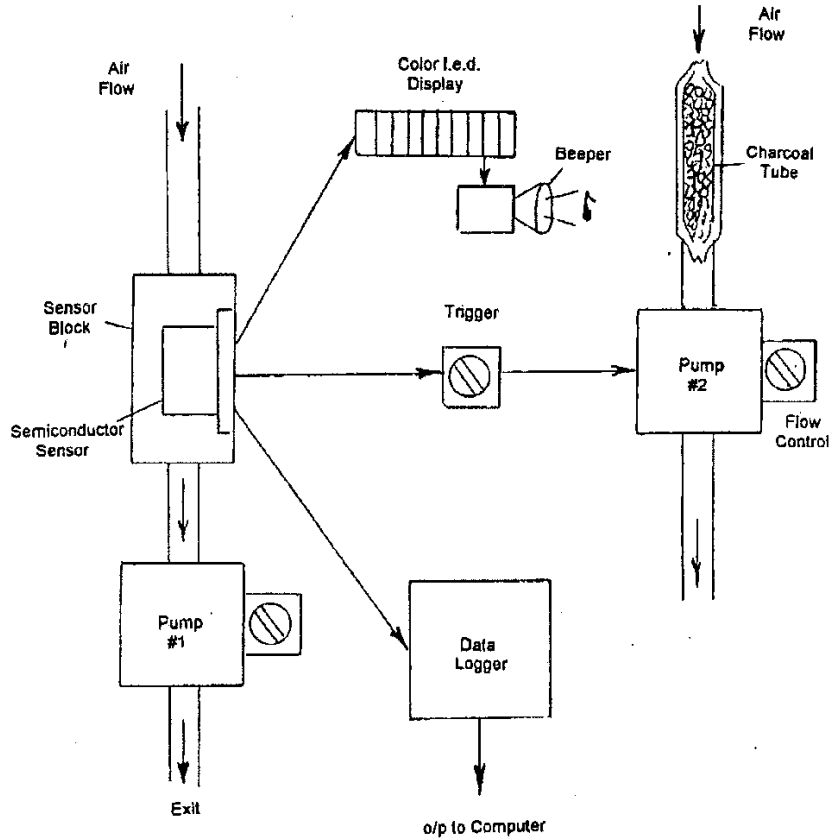 Air
Flow
Color l.e.d.
Display
Air
Flow
Beeper
Charcoal
Tube
Sensor
Block
Trigger
Pump
#2
Semiconductor
Sensor
Flow
Control
Pump
#1
Data
Logger
Exit
o/p to Computer